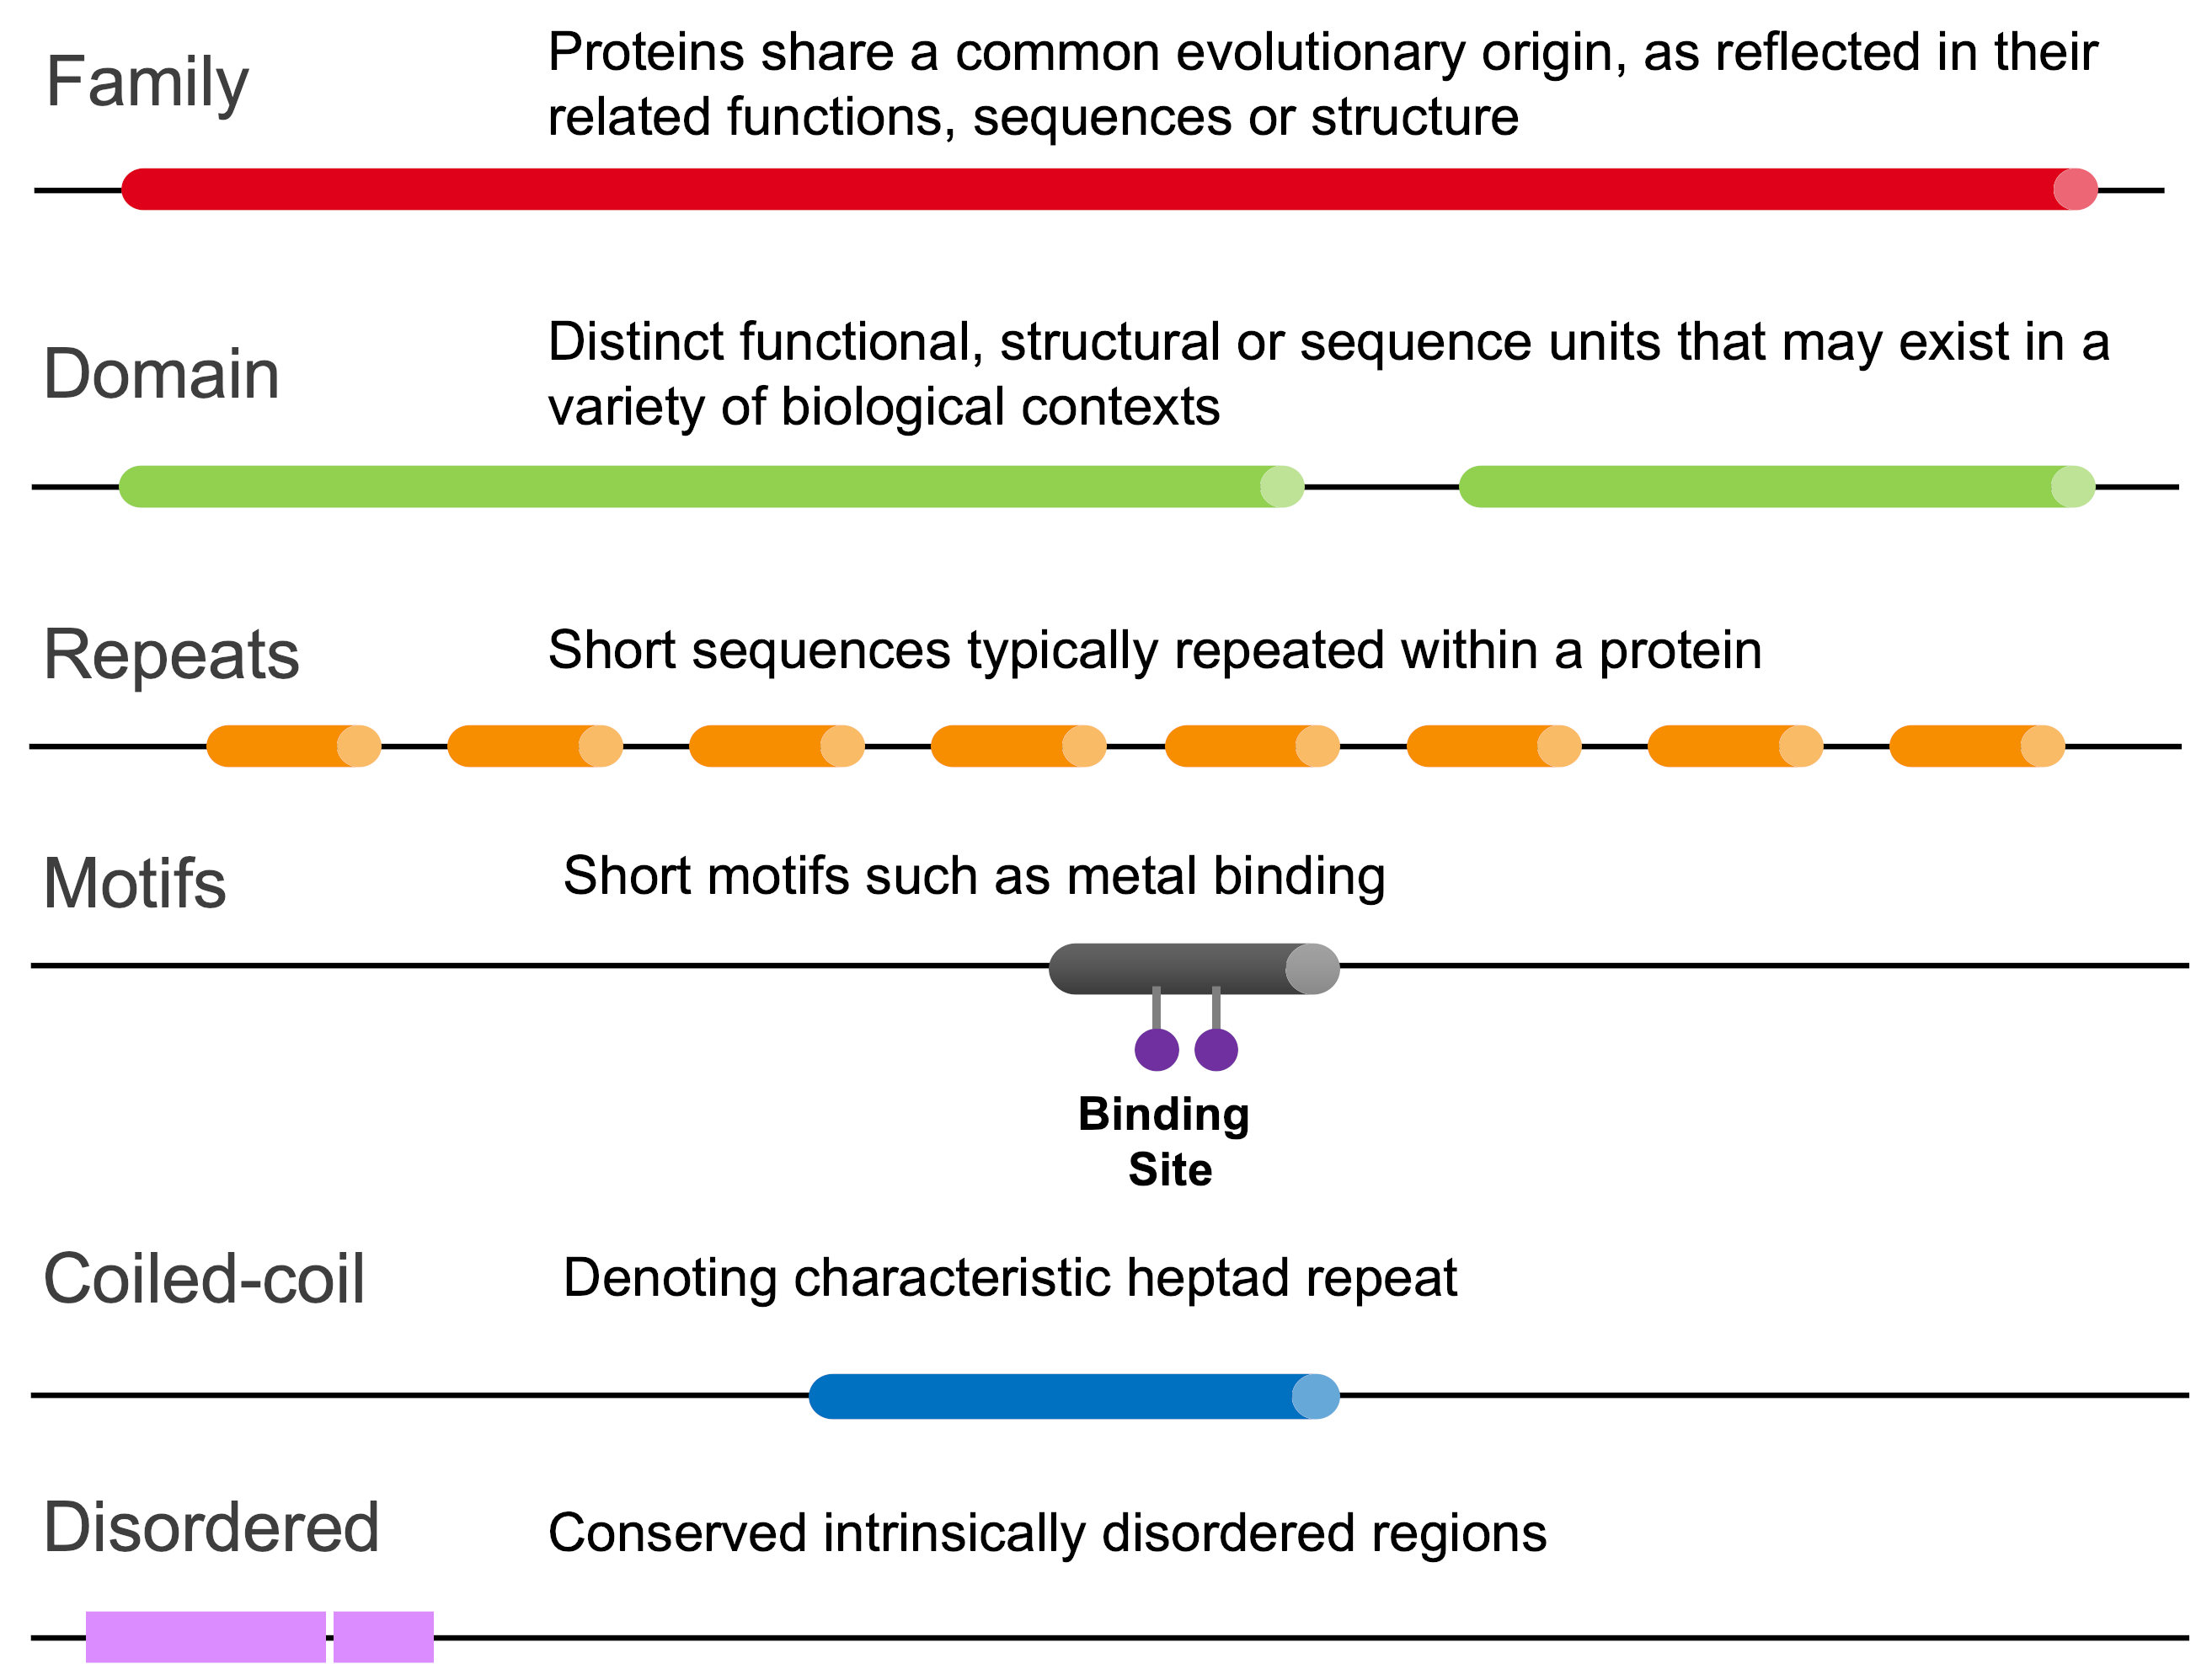 Family
Proteins share a common evolutionary origin, as reflected in their
related functions, sequences or structure
Domain
Distinct functional, structural or sequence units that may exist in a
variety of biological contexts
Repeats
Short sequences typically repeated within a protein
Motifs
Short motifs such as metal binding
Binding
Site
Coiled-coil
Denoting characteristic heptad repeat
Disordered
Conserved intrinsically disordered regions